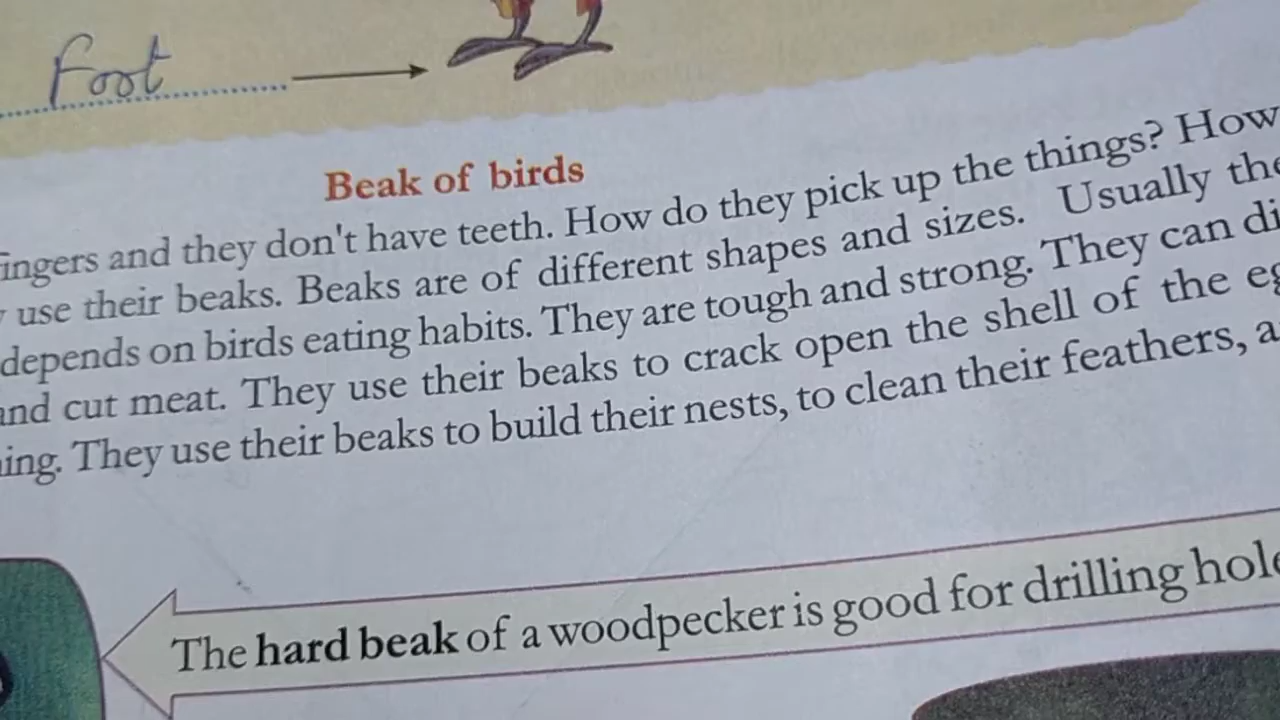 Foot
Beak of birds
ingers and they don't have teeth. How do they pick up the things? How
use their beaks. Beaks are of different shapes and sizes. Usually the
depends on birds eating habits. They are tough and strong. They can di
and cut meat. They use their beaks to crack open the shell of the eg
ing. They use their beaks to build their nests, to clean their feathers, a
The hard beak of a woodpecker is good for drilling hole